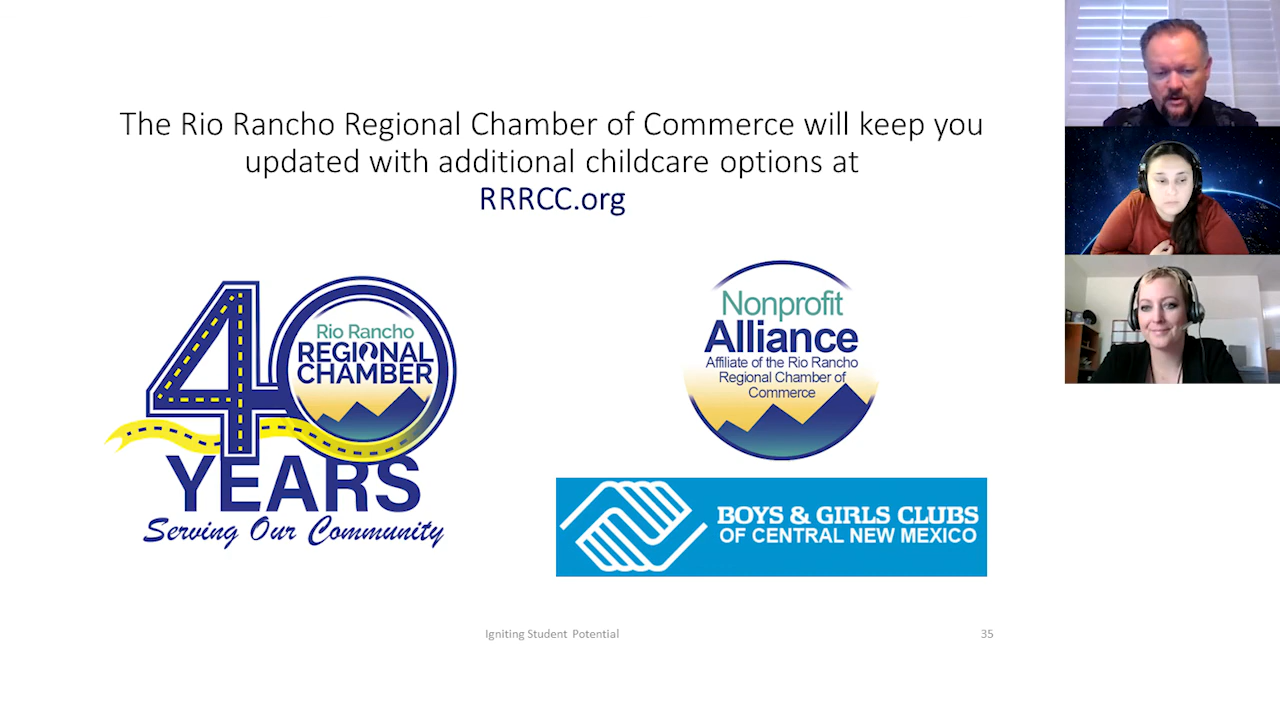 The Rio Rancho Regional Chamber of Commerce will keep you
updated with additional childcare options at
RRRCC.org
40
Rio Rancho
REGIONAL
CHAMBER
YEARS
Serving Our Community
Nonprofit
Alliance
Affiliate of the Rio Rancho
Regional Chamber of
Commerce
BOYS & GIRLS CLUBS
OF CENTRAL NEW MEXICO
Igniting Student Potential
35